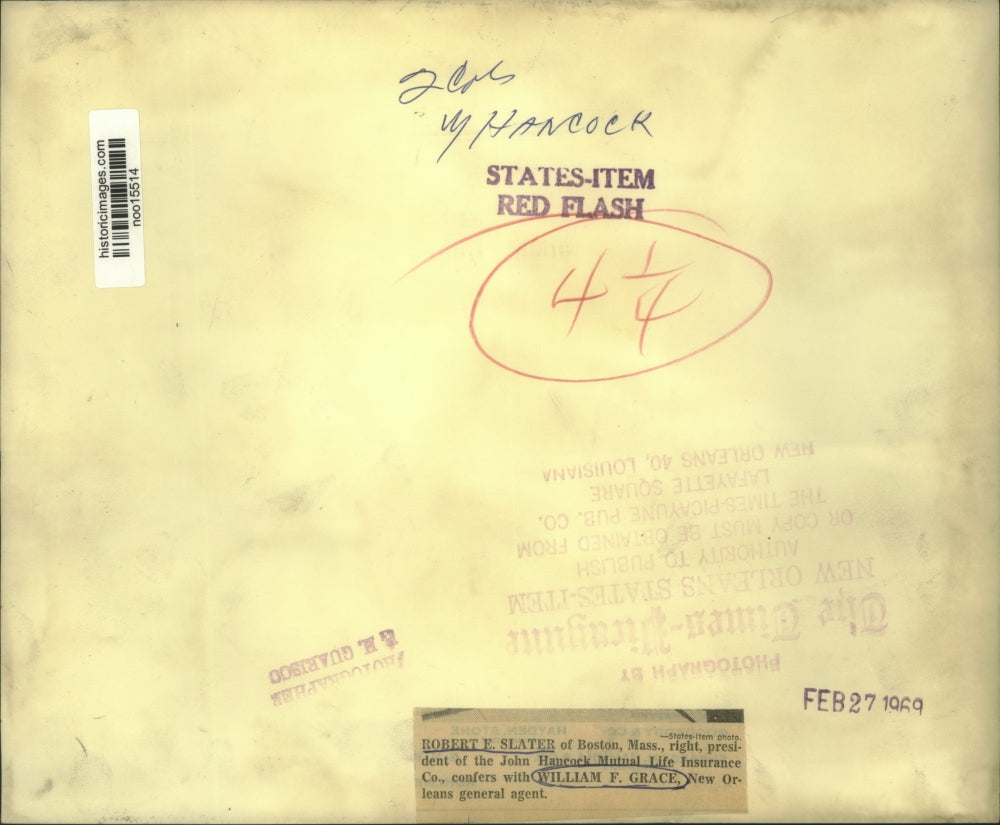 2 Cols
w/ HANCOCK
historicimages.com
noo15514
STATES-ITEM
RED FLASH
4 1/4
PHOTOGRAPH BY
The Times-Picayune
NEW ORLEANS STATES-ITEM
AUTHORITY TO PUBLISH
OR COPY MUST BE OBTAINED FROM
THE TIMES-PICAYUNE PUB. CO.
LAFAYETTE SQUARE
NEW ORLEANS 40, LOUISIANA
PHOTOGRAPHER
GUARISCO
FEB 27 1969
—States-Item photo.
ROBERT E. SLATER of Boston, Mass., right, presi-
dent of the John Hancock Mutual Life Insurance
Co., confers with WILLIAM F. GRACE, New Or-
leans general agent.